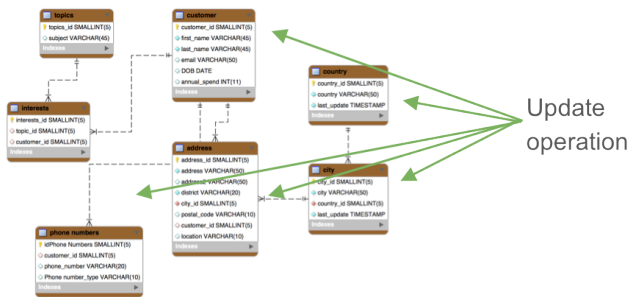 topics
topics_id SMALLINT(5)
subject VARCHAR(45)
Indexes
customer
customer_id SMALLINT(5)
first_name VARCHAR(45)
last_name VARCHAR(45)
email VARCHAR(50)
DOB DATE
annual_spend INT(11)
Indexes
country
country_id SMALLINT(5)
country VARCHAR(50)
last_update TIMESTAMP
Indexes
Update
operation
interests
interests_id SMALLINT(5)
topic_id SMALLINT(5)
customer_id SMALLINT(5)
Indexes
address
address_id SMALLINT(5)
address VARCHAR(50)
address2 VARCHAR(50)
district VARCHAR(20)
city_id SMALLINT(5)
postal_code VARCHAR(10)
customer_id SMALLINT(5)
location VARCHAR(10)
Indexes
city
city_id SMALLINT(5)
city VARCHAR(50)
country_id SMALLINT(5)
last_update TIMESTAMP
Indexes
phone numbers
idPhone Numbers SMALLINT(5)
customer_id SMALLINT(5)
phone_number VARCHAR(20)
Phone number_type VARCHAR(10)
Indexes